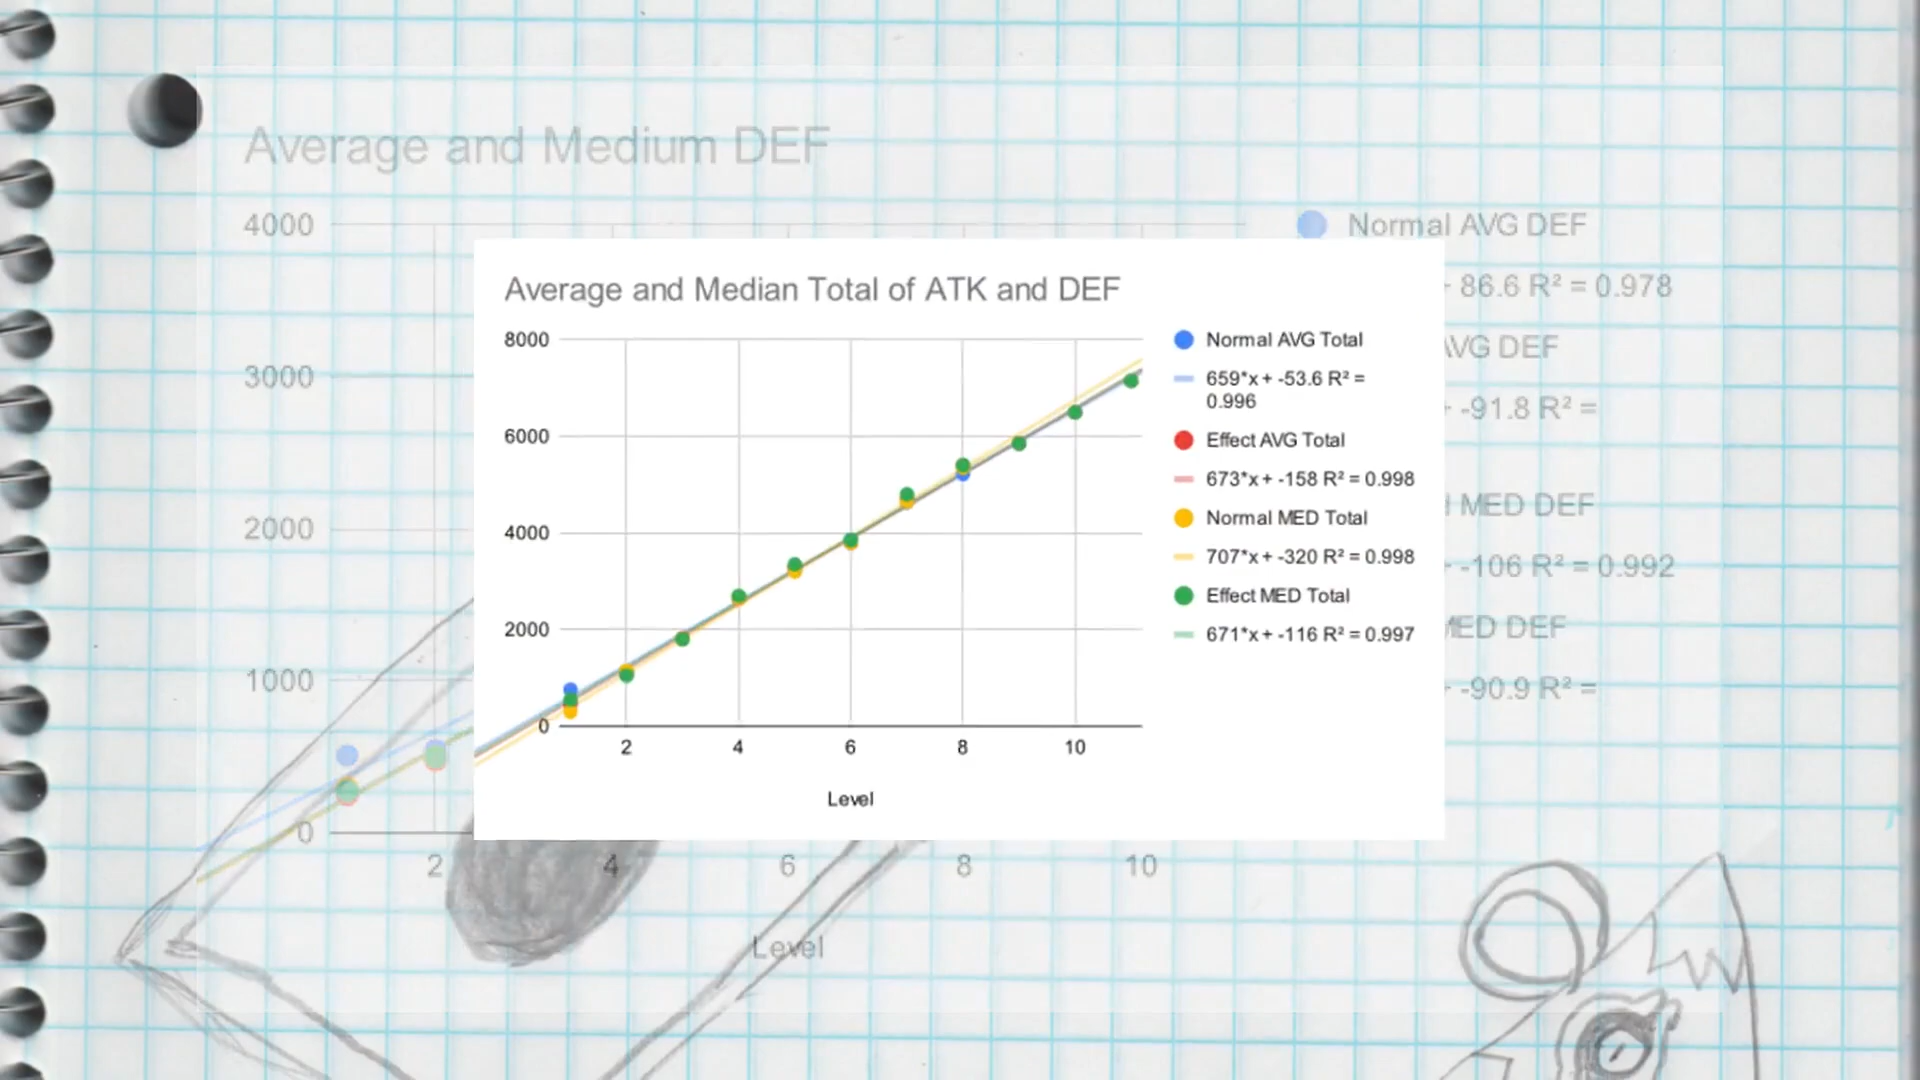 Average and Medium DEF
4000
3000
2000
1000
0
2
4
6
8
10
Level
Normal AVG DEF
86.6 R² = 0.978
AVG DEF
-91.8 R² =
MED DEF
-106 R² = 0.992
MED DEF
-90.9 R² =
Average and Median Total of ATK and DEF
8000
6000
4000
2000
0
2
4
6
8
10
Level
Normal AVG Total
659*x + -53.6 R² =
0.996
Effect AVG Total
673*x + -158 R² = 0.998
Normal MED Total
707*x + -320 R² = 0.998
Effect MED Total
671*x + -116 R² = 0.997